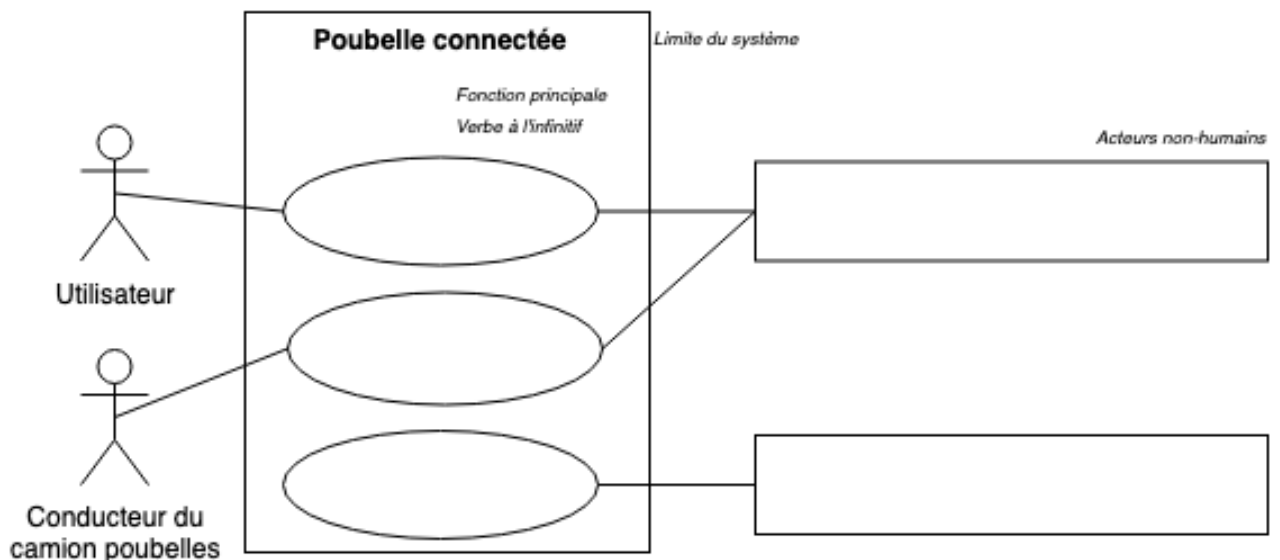 Poubelle connectée
Limite du système
Fonction principale
Verbe à l'infinitif
Acteurs non-humains
Utilisateur
Conducteur du
camion poubelles